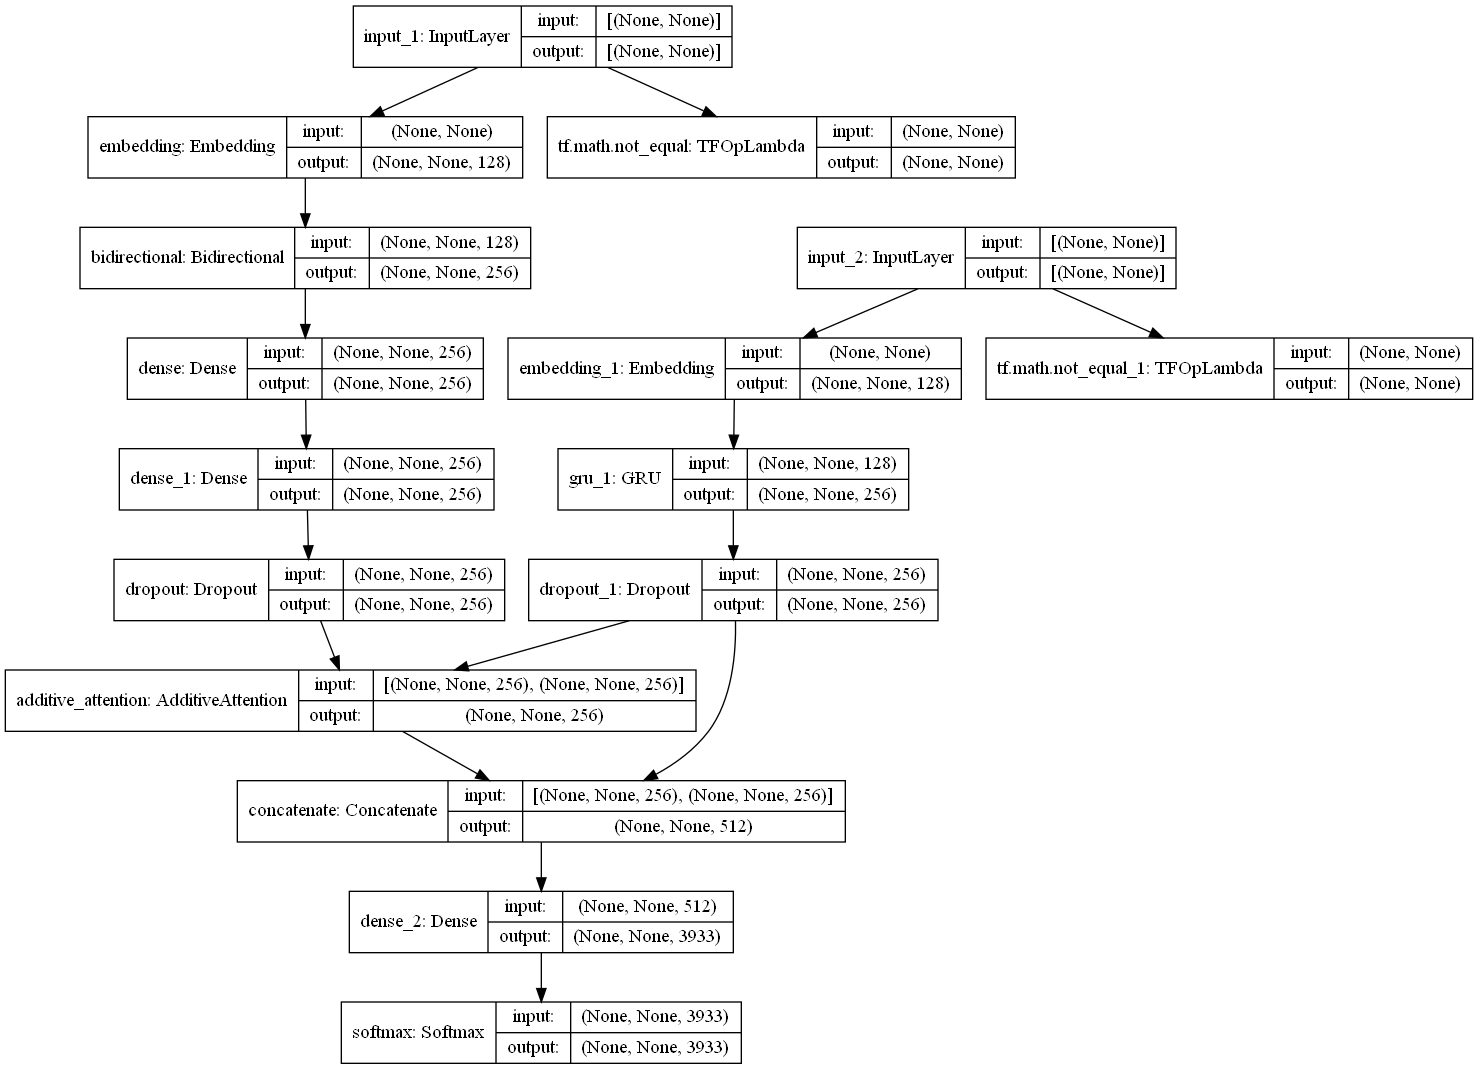 input_1: InputLayer
input:
[(None, None)]
output:
[(None, None)]
embedding: Embedding
input:
(None, None)
output:
(None, None, 128)
tf.math.not_equal: TFOpLambda
input:
(None, None)
output:
(None, None)
bidirectional: Bidirectional
input:
(None, None, 128)
output:
(None, None, 256)
input_2: InputLayer
input:
[(None, None)]
output:
[(None, None)]
dense: Dense
input:
(None, None, 256)
output:
(None, None, 256)
embedding_1: Embedding
input:
(None, None)
output:
(None, None, 128)
tf.math.not_equal_1: TFOpLambda
input:
(None, None)
output:
(None, None)
dense_1: Dense
input:
(None, None, 256)
output:
(None, None, 256)
gru_1: GRU
input:
(None, None, 128)
output:
(None, None, 256)
dropout: Dropout
input:
(None, None, 256)
output:
(None, None, 256)
dropout_1: Dropout
input:
(None, None, 256)
output:
(None, None, 256)
additive_attention: AdditiveAttention
input:
[(None, None, 256), (None, None, 256)]
output:
(None, None, 256)
concatenate: Concatenate
input:
[(None, None, 256), (None, None, 256)]
output:
(None, None, 512)
dense_2: Dense
input:
(None, None, 512)
output:
(None, None, 3933)
softmax: Softmax
input:
(None, None, 3933)
output:
(None, None, 3933)